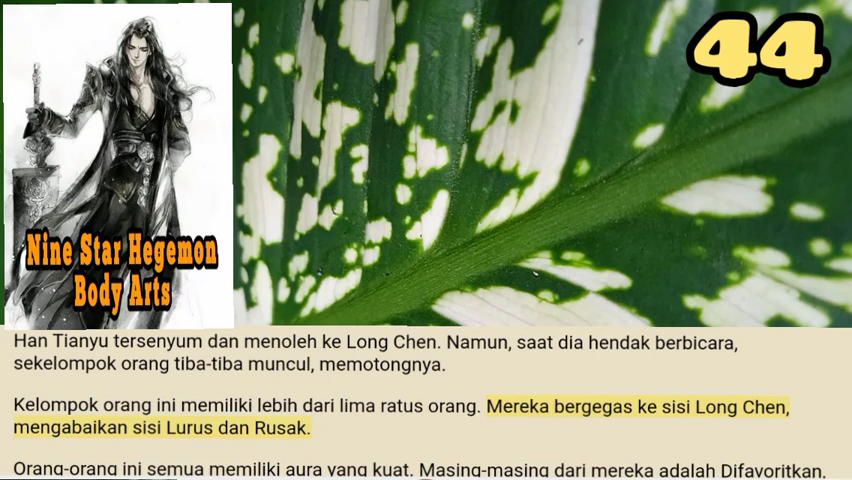 44
Nine Star Hegemon
Body Arts
Han Tianyu tersenyum dan menoleh ke Long Chen. Namun, saat dia hendak berbicara,
sekelompok orang tiba-tiba muncul, memotongnya.
Kelompok orang ini memiliki lebih dari lima ratus orang. Mereka bergegas ke sisi Long Chen,
mengabaikan sisi Lurus dan Rusak.
Orang-orang ini semua memiliki aura yang kuat. Masing-masing dari mereka adalah Difavoritkan.